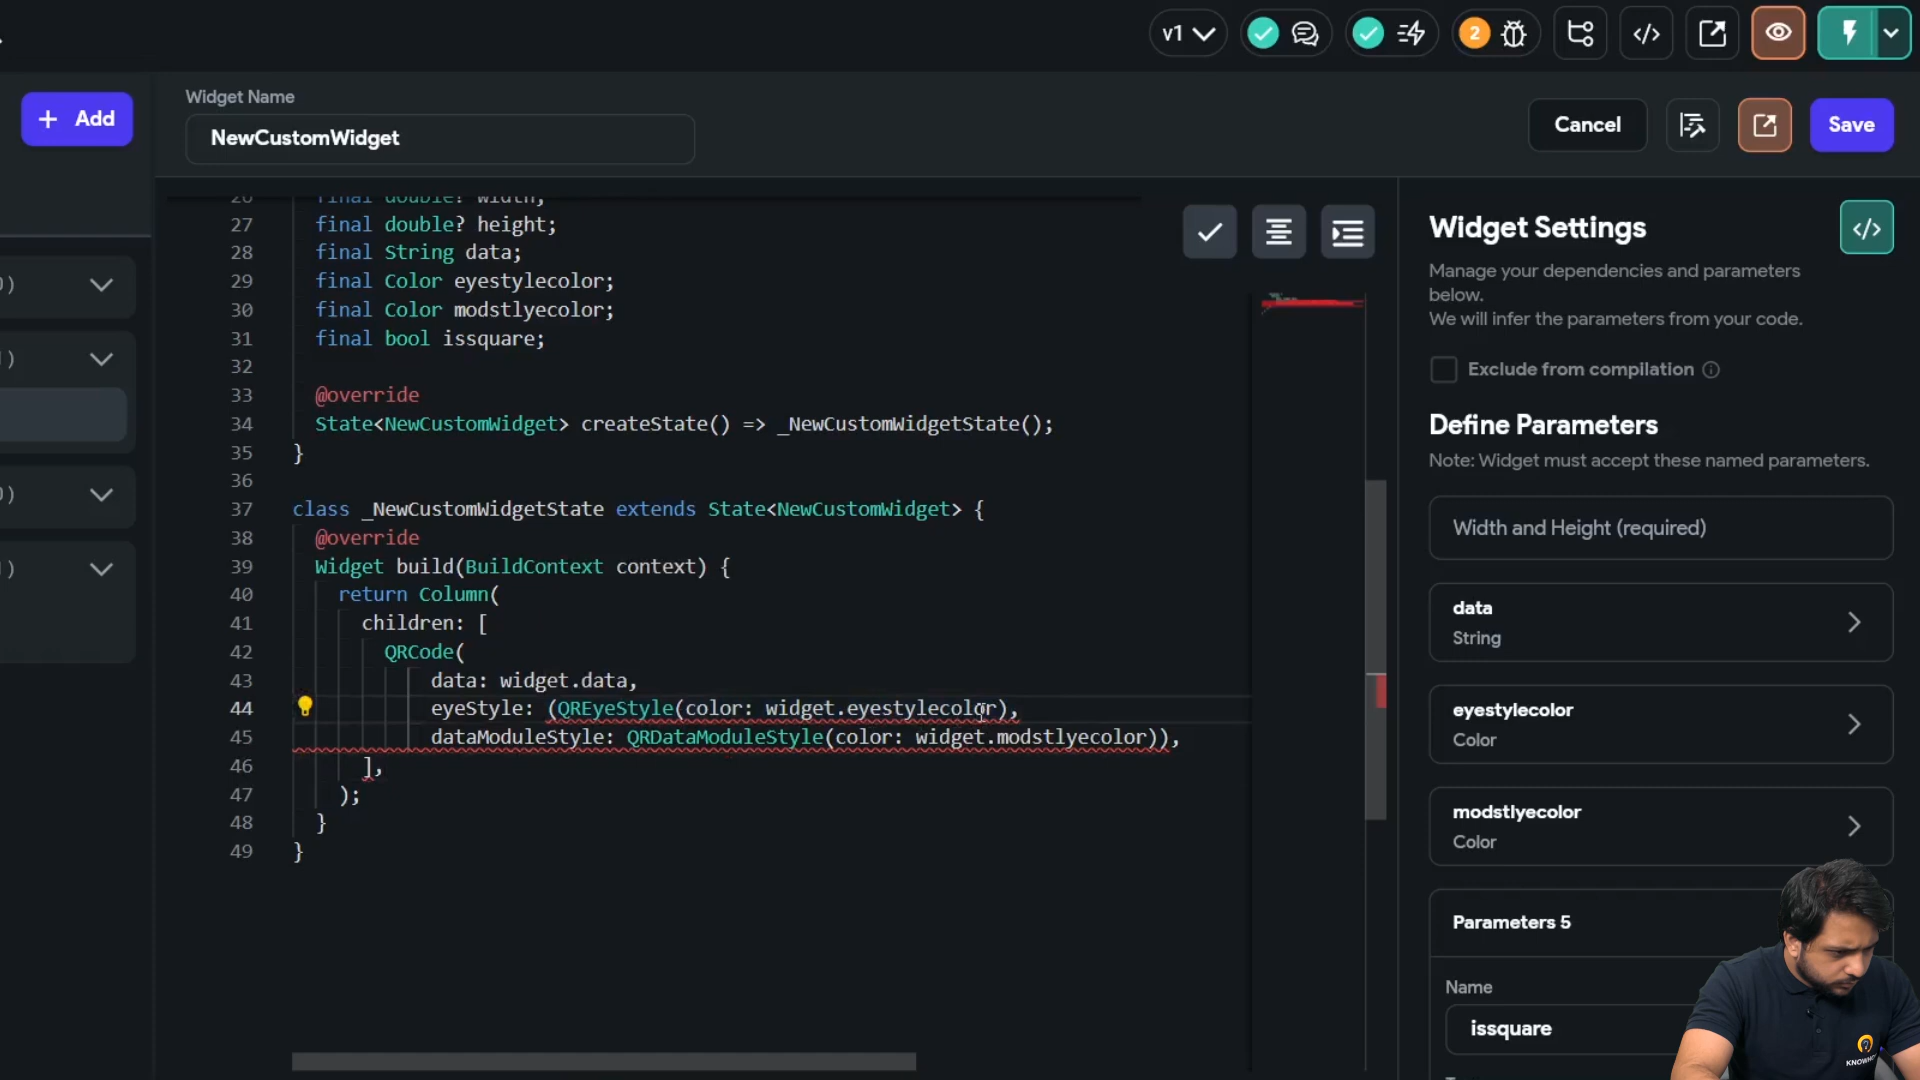 v1
2
Widget Name
+ Add
NewCustomWidget
Cancel
Save
26 final double? width;
27 final double? height;
28 final String data;
29 final Color eyestylecolor;
30 final Color modstlyecolor;
31 final bool issquare;
32
33 @override
34 State<NewCustomWidget> createState() => _NewCustomWidgetState();
35 }
36
37 class _NewCustomWidgetState extends State<NewCustomWidget> {
38 @override
39 Widget build(BuildContext context) {
40 return Column(
41 children: [
42 QRCode(
43 data: widget.data,
44 eyeStyle: (QREyeStyle(color: widget.eyestylecolor),
45 dataModuleStyle: QRDataModuleStyle(color: widget.modstlyecolor)),
46 ],
47 );
48 }
49 }
Widget Settings
</>
Manage your dependencies and parameters
below.
We will infer the parameters from your code.
Exclude from compilation
Define Parameters
Note: Widget must accept these named parameters.
Width and Height (required)
data
String
eyestylecolor
Color
modstlyecolor
Color
Parameters 5
Name
issquare